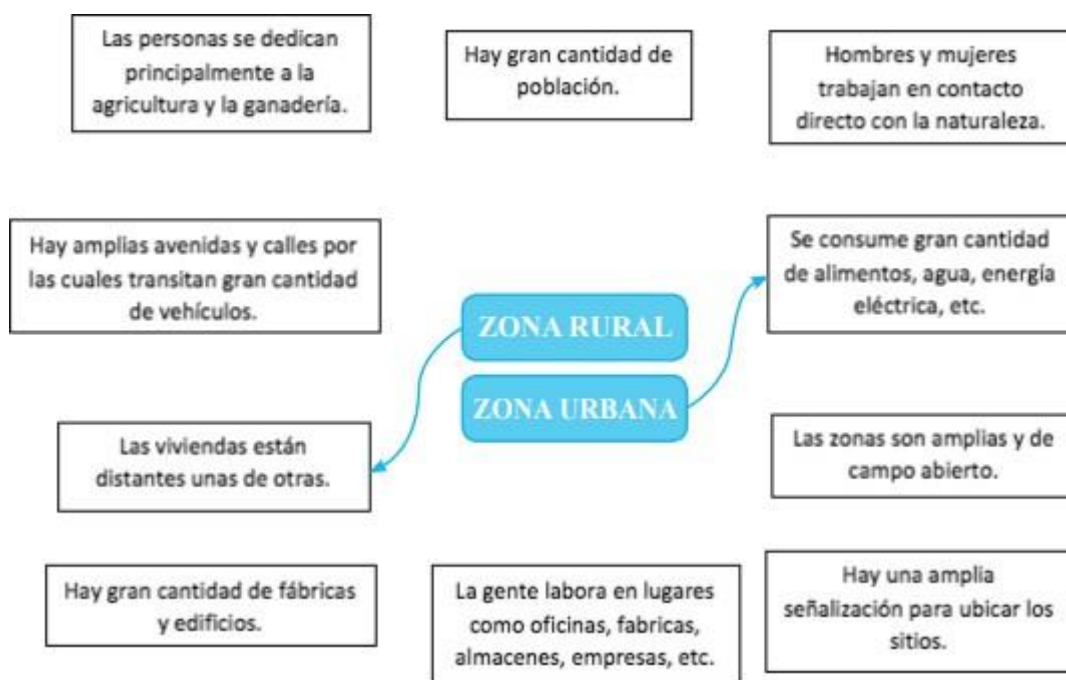 Las personas se dedican
principalmente a la
agricultura y la ganadería.
Hay gran cantidad de
población.
Hombres y mujeres
trabajan en contacto
directo con la naturaleza.
Hay amplias avenidas y calles por
las cuales transitan gran cantidad
de vehículos.
Se consume gran cantidad
de alimentos, agua, energía
eléctrica, etc.
ZONA RURAL
ZONA URBANA
Las viviendas están
distantes unas de otras.
Las zonas son amplias y de
campo abierto.
Hay gran cantidad de fábricas
y edificios.
La gente labora en lugares
como oficinas, fabricas,
almacenes, empresas, etc.
Hay una amplia
señalización para ubicar los
sitios.